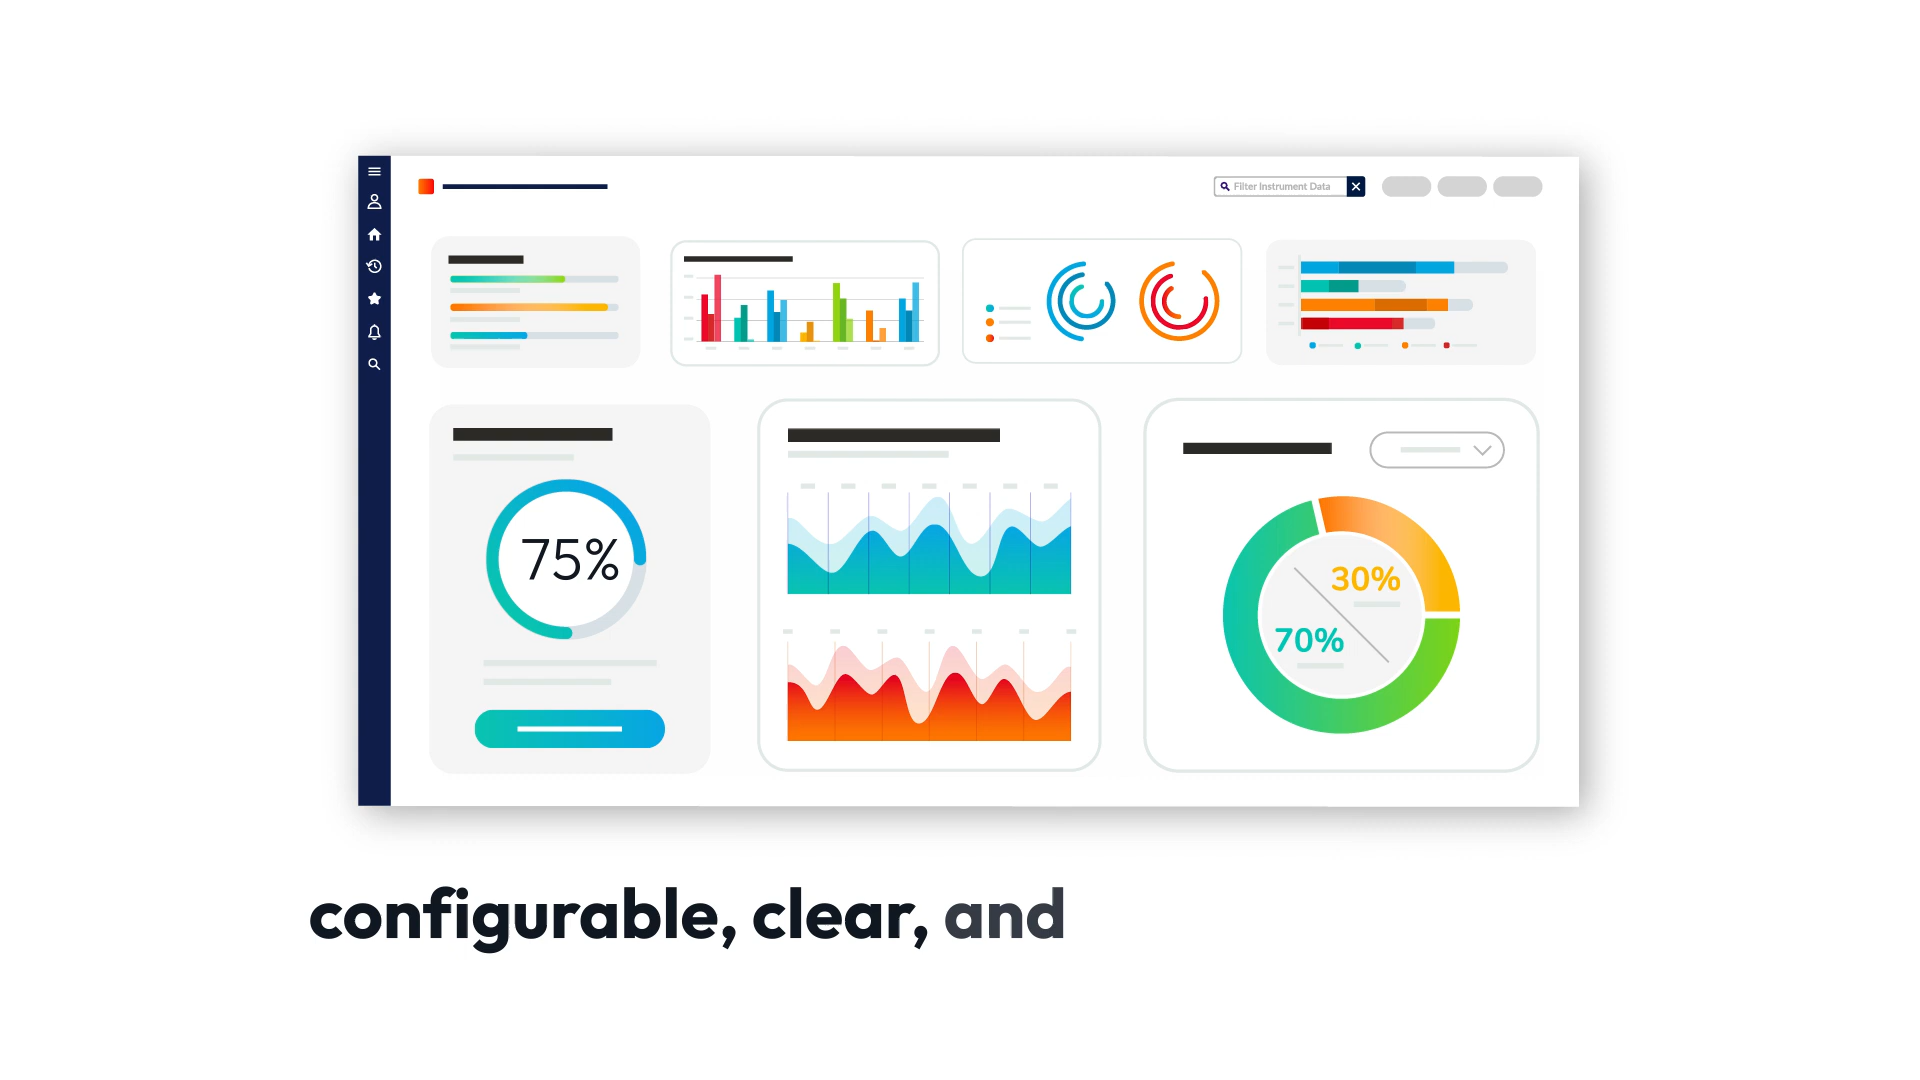 Filter Instrument Data
75%
30%
70%
configurable, clear, and